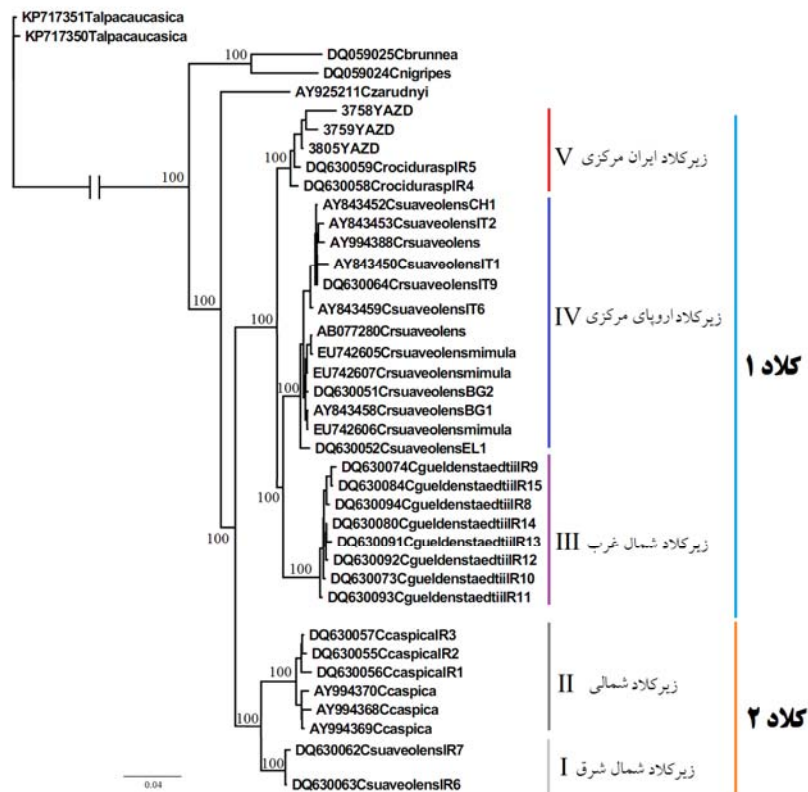 KP717351Talpacaucasica
KP717350Talpacaucasica
100
DQ059025Cbrunnea
DQ059024Cnigripes
AY925211Czarudnyi
100
100
3758YAZD
3759YAZD
3805YAZD
DQ630059CrociduraspIR5
DQ630058CrociduraspIR4
V زیرکلاد ایران مرکزی
100
AY843452CsuaveolensCH1
AY843453CsuaveolensIT2
AY994388Crsuaveolens
AY843450CsuaveolensIT1
DQ630064CrsuaveolensIT9
AY843459CsuaveolensIT6
AB077280Crsuaveolens
EU742605Crsuaveolensmimula
EU742607Crsuaveolensmimula
DQ630051CrsuaveolensBG2
AY843458CrsuaveolensBG1
EU742606Crsuaveolensmimula
DQ630052CsuaveolensEL1
IV زیرکلاد اروپای مرکزی
100
100
کلاد ۱
100
DQ630074CgueldenstaedtiiIR9
DQ630084CgueldenstaedtiiIR15
DQ630094CgueldenstaedtiiIR8
DQ630080CgueldenstaedtiiIR14
DQ630091CgueldenstaedtiiIR13
DQ630092CgueldenstaedtiiIR12
DQ630073CgueldenstaedtiiIR10
DQ630093CgueldenstaedtiiIR11
III زیرکلاد شمال غرب
100
100
DQ630057CcaspicaIR3
DQ630055CcaspicaIR2
DQ630056CcaspicaIR1
AY994370Ccaspica
AY994368Ccaspica
AY994369Ccaspica
II زیرکلاد شمالی
100
100
کلاد ۲
DQ630062CsuaveolensIR7
DQ630063CsuaveolensIR6
I زیرکلاد شمال شرق
100
0.04